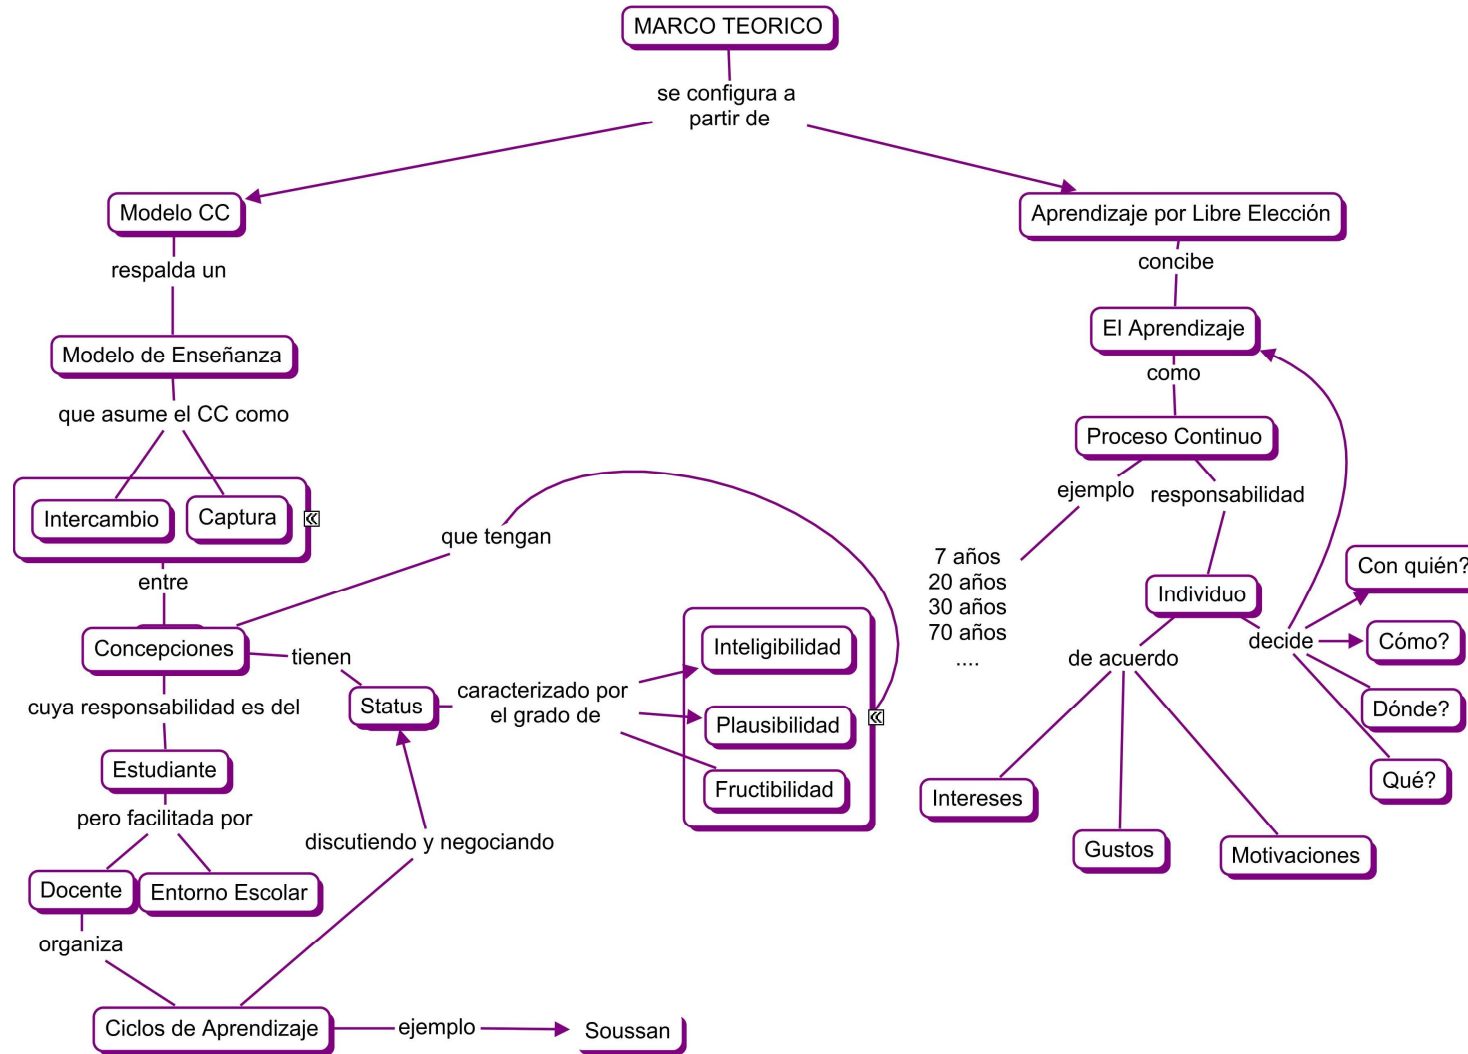 MARCO TEORICO
se configura a
partir de
Modelo CC
Aprendizaje por Libre Elección
respalda un
concibe
Modelo de Enseñanza
El Aprendizaje
que asume el CC como
como
Intercambio
Captura
Proceso Continuo
ejemplo
responsabilidad
que tengan
entre
7 años
20 años
30 años
70 años
....
Individuo
Con quién?
Concepciones
tienen
Inteligibilidad
decide
Cómo?
de acuerdo
cuya responsabilidad es del
Status
caracterizado por
el grado de
Plausibilidad
Dónde?
Estudiante
Fructibilidad
Intereses
Qué?
pero facilitada por
discutiendo y negociando
Gustos
Motivaciones
Docente
Entorno Escolar
organiza
Ciclos de Aprendizaje
ejemplo
Soussan